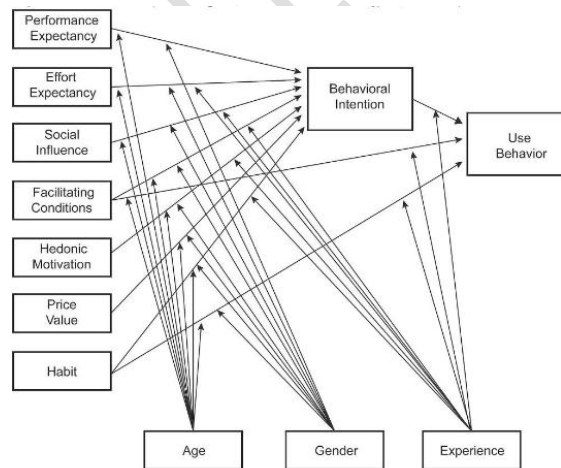 Performance
Expectancy
Effort
Expectancy
Social
Influence
Facilitating
Conditions
Hedonic
Motivation
Price
Value
Habit
Behavioral
Intention
Use
Behavior
Age
Gender
Experience